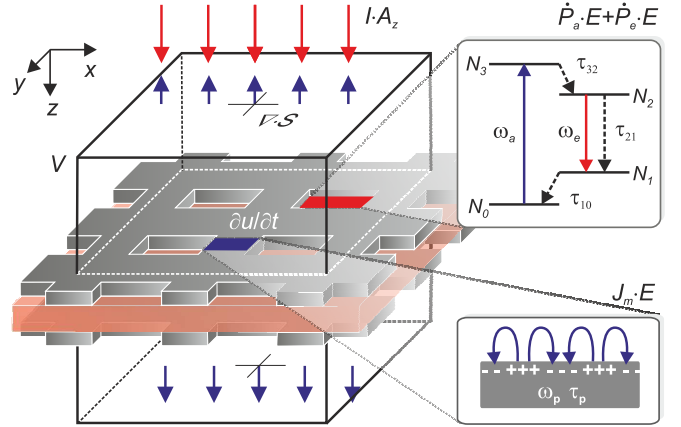 I·A_z
Ṗ_a·E+Ṗ_e·E
x
y
z
∇·S
V
∂u/∂t
N_3
τ_32
N_2
ω_a
ω_e
τ_21
N_1
τ_10
N_0
J_m·E
- - +++ - - - - +++ - -
ω_p τ_p